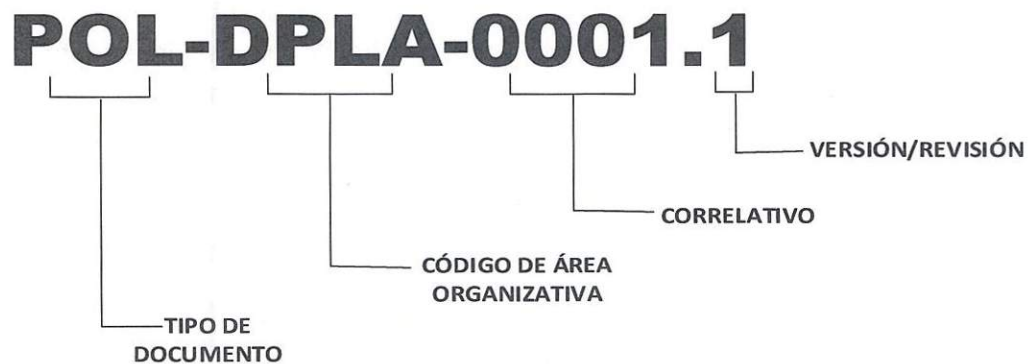 POL-DPLA-0001.1
VERSIÓN/REVISIÓN
CORRELATIVO
CÓDIGO DE ÁREA
ORGANIZATIVA
TIPO DE
DOCUMENTO